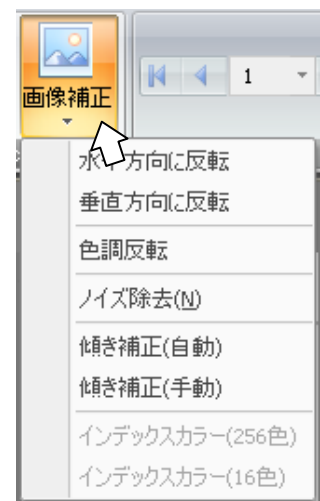 画像補正
1
水平方向に反転
垂直方向に反転
色調反転
ノイズ除去(N)
傾き補正(自動)
傾き補正(手動)
インデックスカラー(256色)
インデックスカラー(16色)